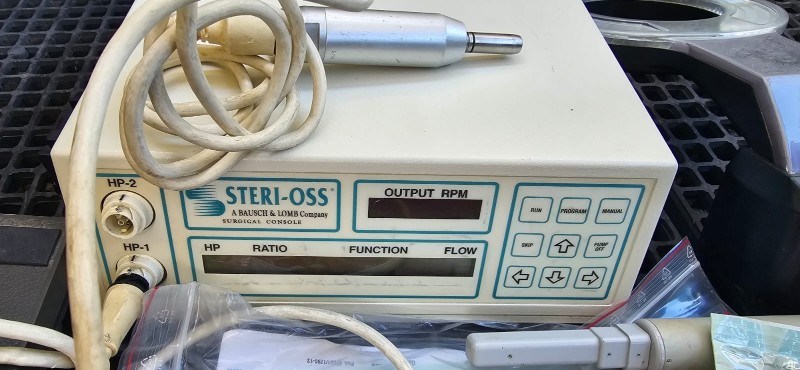 HP-2
HP-1
STERI-OSS®
A BAUSCH & LOMB Company
SURGICAL CONSOLE
OUTPUT RPM
HP RATIO FUNCTION FLOW
RUN PROGRAM MANUAL
SKIP PUMP OFF